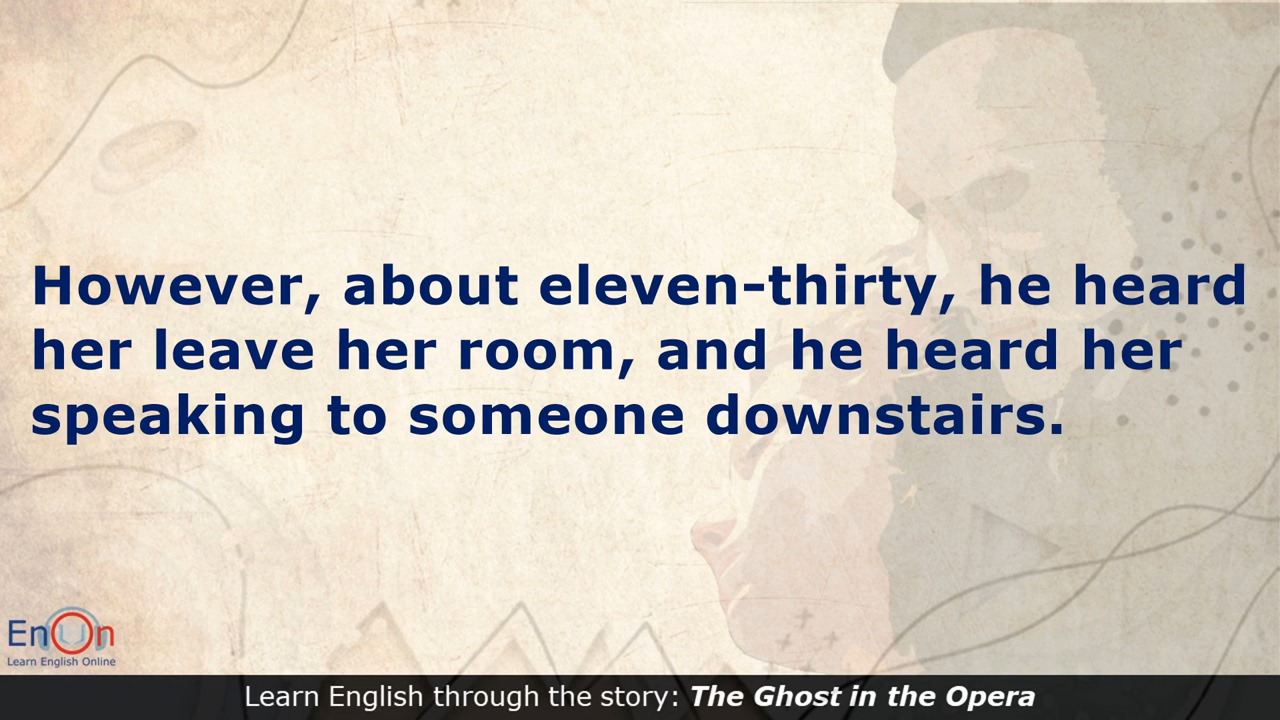 However, about eleven-thirty, he heard
her leave her room, and he heard her
speaking to someone downstairs.
EnOn
Learn English Online
Learn English through the story: The Ghost in the Opera